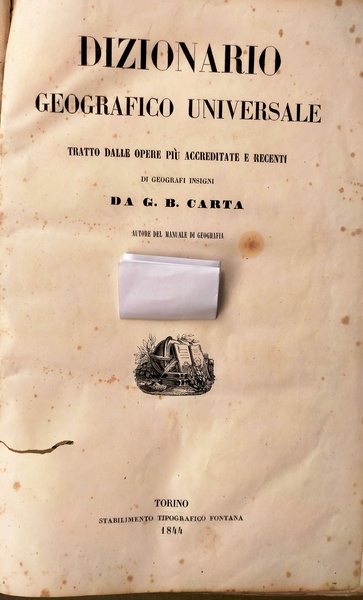 DIZIONARIO
GEOGRAFICO UNIVERSALE
TRATTO DALLE OPERE PIÙ ACCREDITATE E RECENTI
DI GEOGRAFI INSIGNI
DA G. B. CARTA
AUTORE DEL MANUALE DI GEOGRAFIA
TORINO
STABILIMENTO TIPOGRAFICO FONTANA
1844